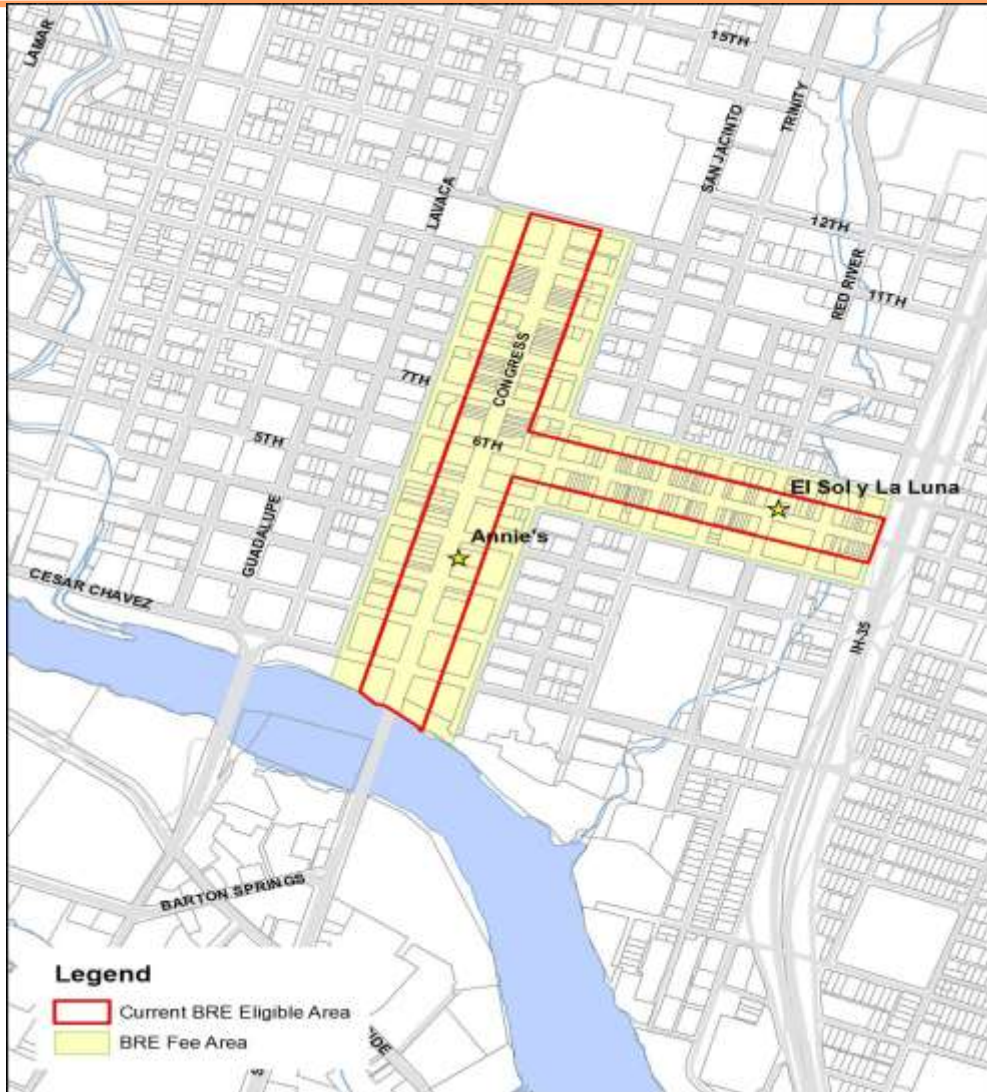 15TH
LAMAR
TRINITY
SAN JACINTO
LAVACA
12TH
RED RIVER
11TH
CONGRESS
7TH
6TH
5TH
El Sol y La Luna
GUADALUPE
Annie's
CESAR CHAVEZ
IH-35
BARTON SPRINGS
Legend
Current BRE Eligible Area
BRE Fee Area